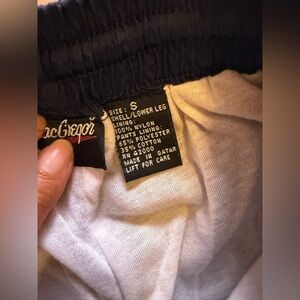 acGregor
SIZE: S
SHELL/LOWER LEG
LINING:
100% NYLON
PANTS LINING:
65% POLYESTER
35% COTTON
RN 42000
MADE IN QATAR
LIFT FOR CARE